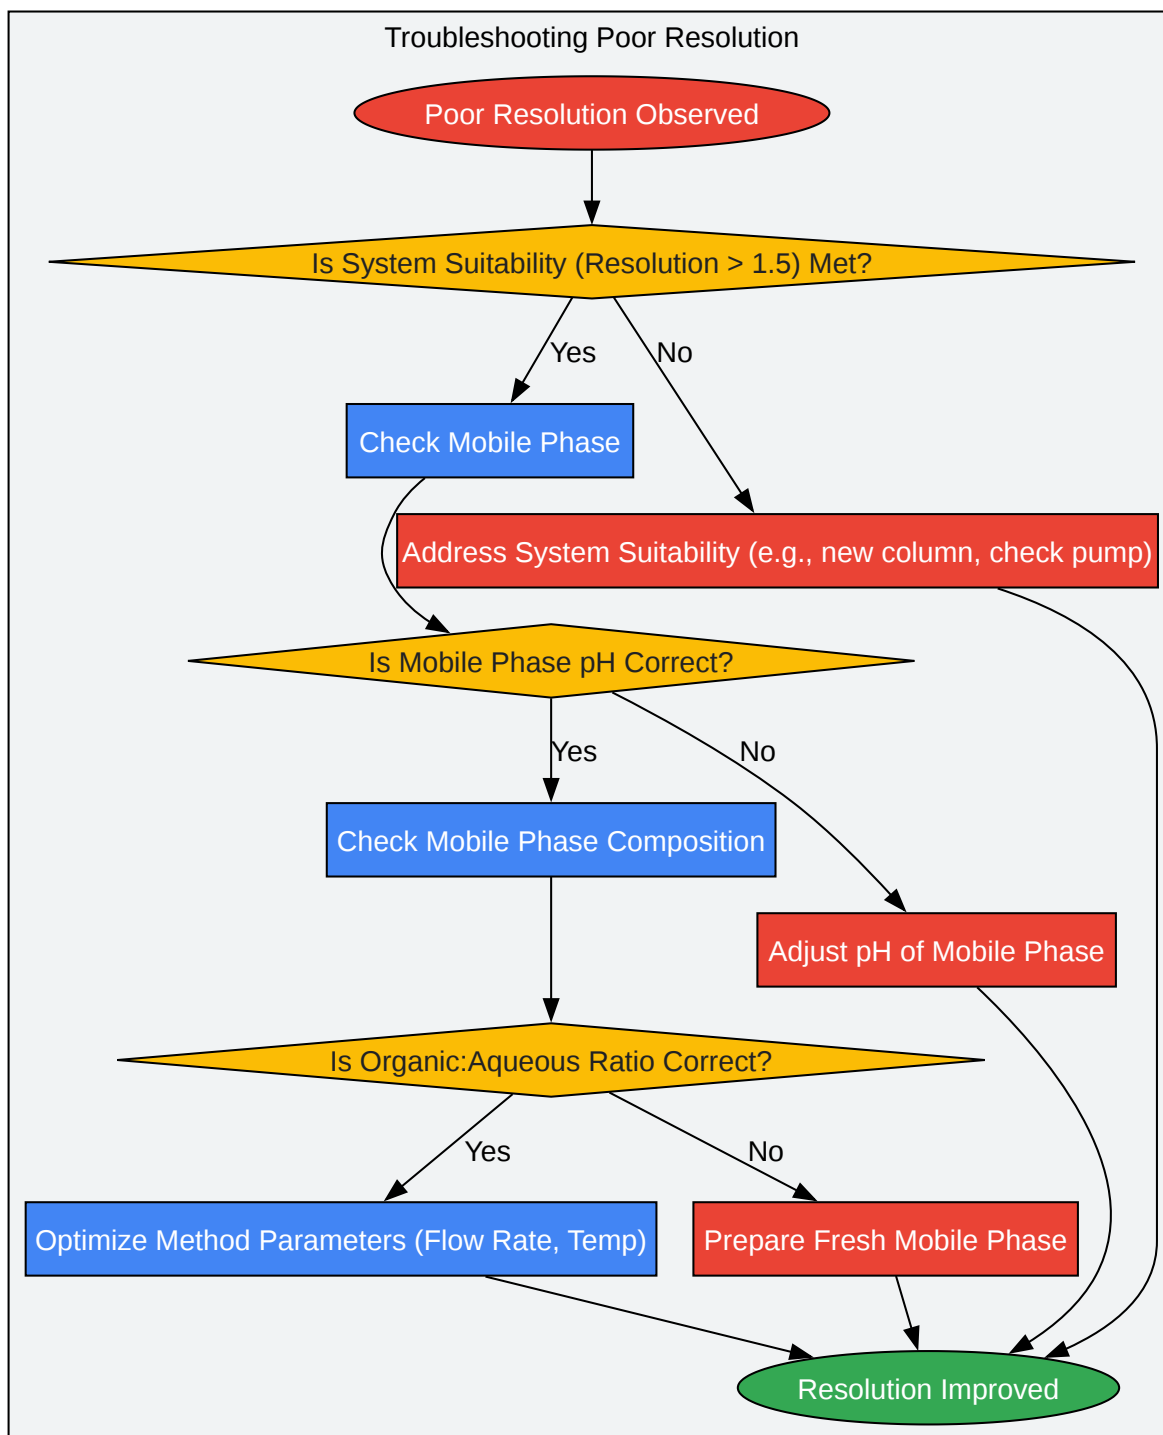 Troubleshooting Poor Resolution
Poor Resolution Observed
Is System Suitability (Resolution > 1.5) Met?
Yes
No
Check Mobile Phase
Address System Suitability (e.g., new column, check pump)
Is Mobile Phase pH Correct?
Yes
No
Check Mobile Phase Composition
Adjust pH of Mobile Phase
Is Organic:Aqueous Ratio Correct?
Yes
No
Optimize Method Parameters (Flow Rate, Temp)
Prepare Fresh Mobile Phase
Resolution Improved